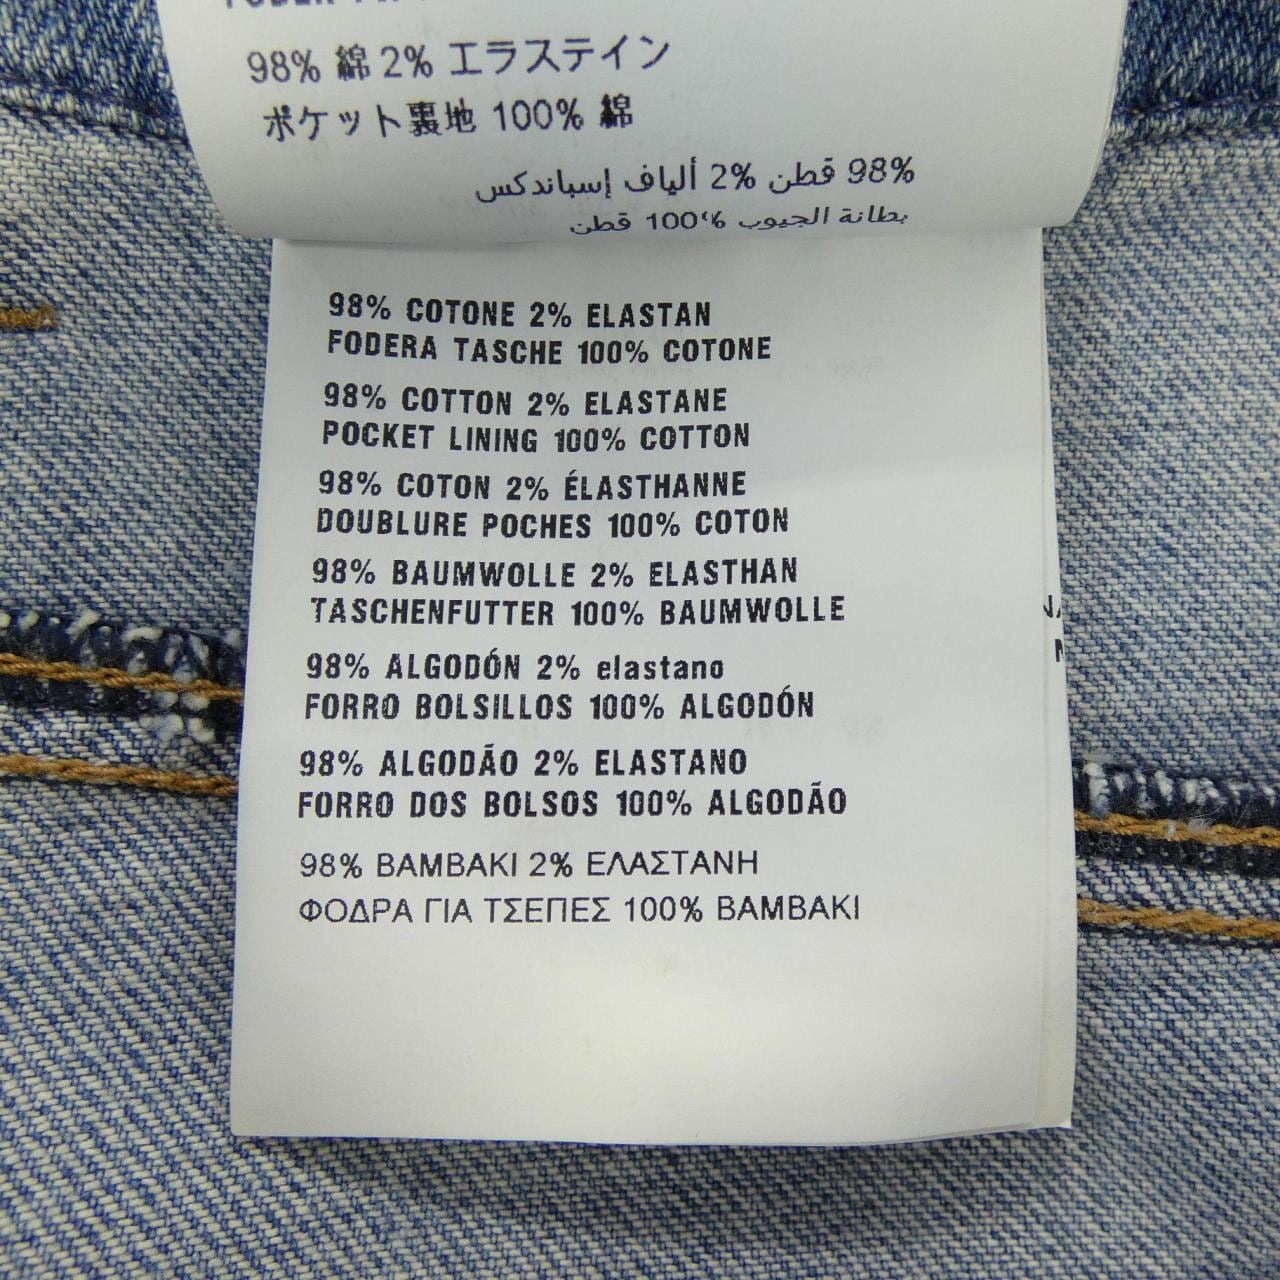 98% 綿 2% エラステイン
ポケット裏地 100% 綿
98% قطن 2% ألياف إسباندكس
بطانة الجيوب 100% قطن
98% COTONE 2% ELASTAN
FODERA TASCHE 100% COTONE
98% COTTON 2% ELASTANE
POCKET LINING 100% COTTON
98% COTON 2% ÉLASTHANNE
DOUBLURE POCHES 100% COTON
98% BAUMWOLLE 2% ELASTHAN
TASCHENFUTTER 100% BAUMWOLLE
98% ALGODÓN 2% elastano
FORRO BOLSILLOS 100% ALGODÓN
98% ALGODÃO 2% ELASTANO
FORRO DOS BOLSOS 100% ALGODÃO
98% ΒΑΜΒΑΚΙ 2% ΕΛΑΣΤΑΝΗ
ΦΟΔΡΑ ΓΙΑ ΤΣΕΠΕΣ 100% ΒΑΜΒΑΚΙ